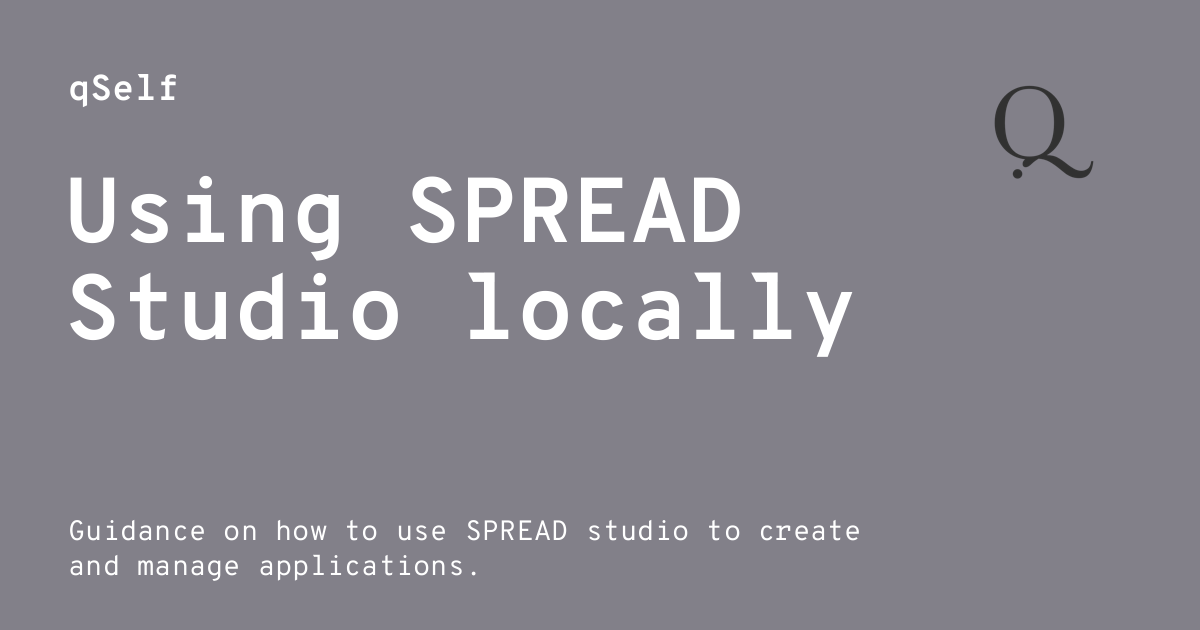 qSelf
Q
Using SPREAD
Studio locally
Guidance on how to use SPREAD studio to create
and manage applications.